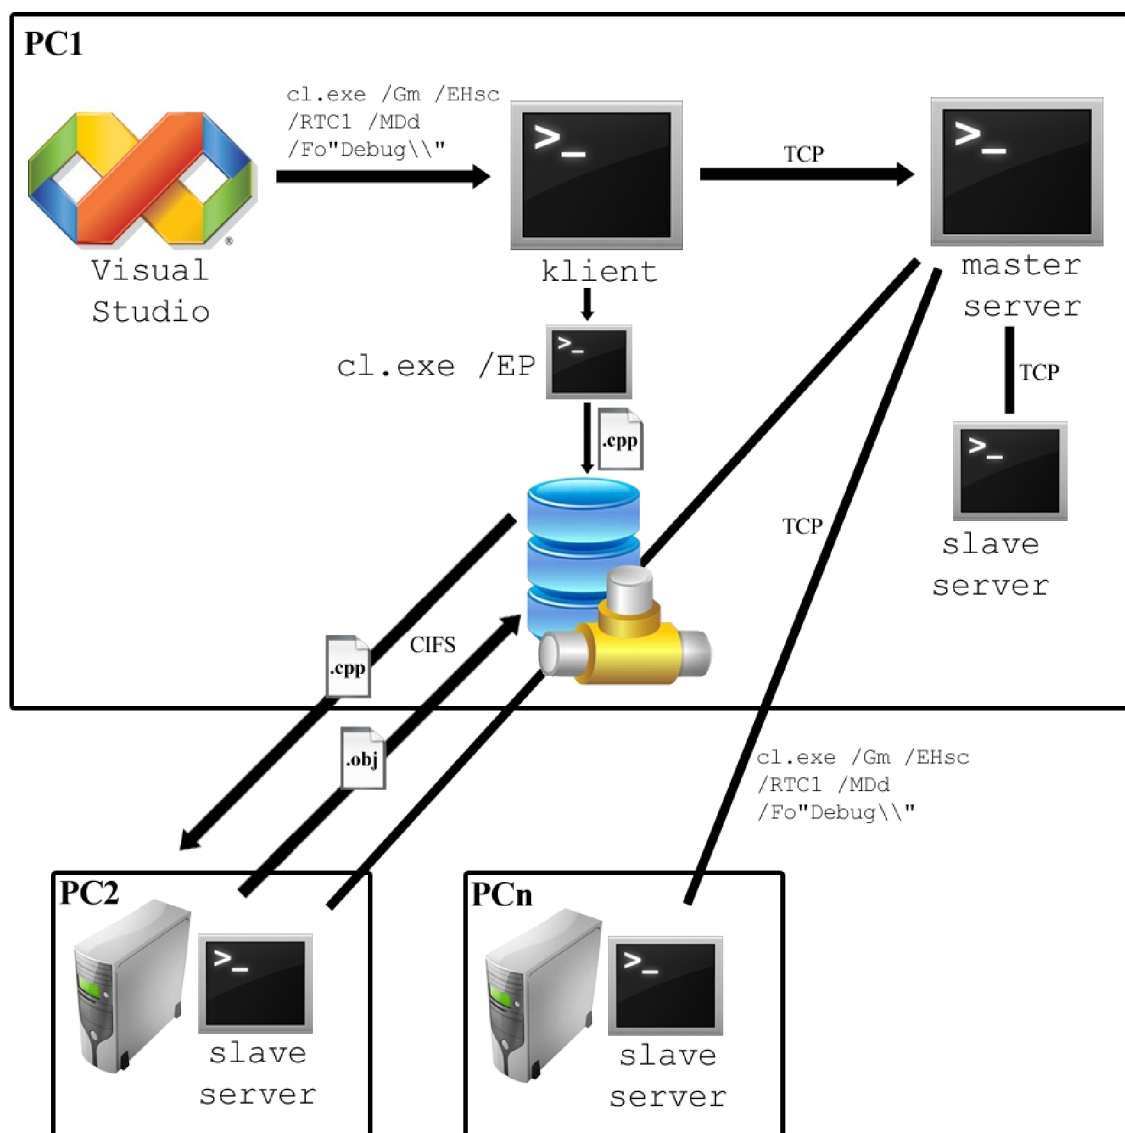 PC1
cl.exe /Gm /EHsc
/RTC1 /MDd
/Fo"Debug\\"
>_
>_
TCP
®
Visual
Studio
klient
master
server
cl.exe /EP
>_
TCP
.cpp
>_
TCP
slave
server
CIFS
.cpp
.obj
cl.exe /Gm /EHsc
/RTC1 /MDd
/Fo"Debug\\"
PC2
>_
slave
server
PCn
>_
slave
server